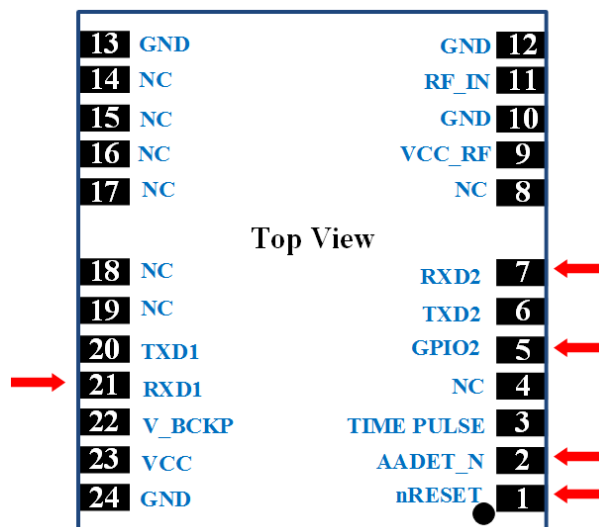 13 GND GND 12
14 NC RF_IN 11
15 NC GND 10
16 NC VCC_RF 9
17 NC NC 8
Top View
18 NC RXD2 7
19 NC TXD2 6
20 TXD1 GPIO2 5
21 RXD1 NC 4
22 V_BCKP TIME PULSE 3
23 VCC AADET_N 2
24 GND nRESET 1